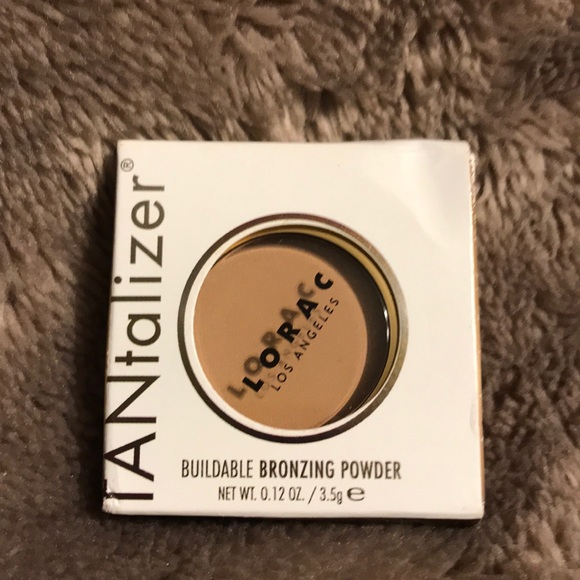 TANtalizer®
LORAC
LOS ANGELES
BUILDABLE BRONZING POWDER
NET WT. 0.12 OZ. / 3.5g ℮